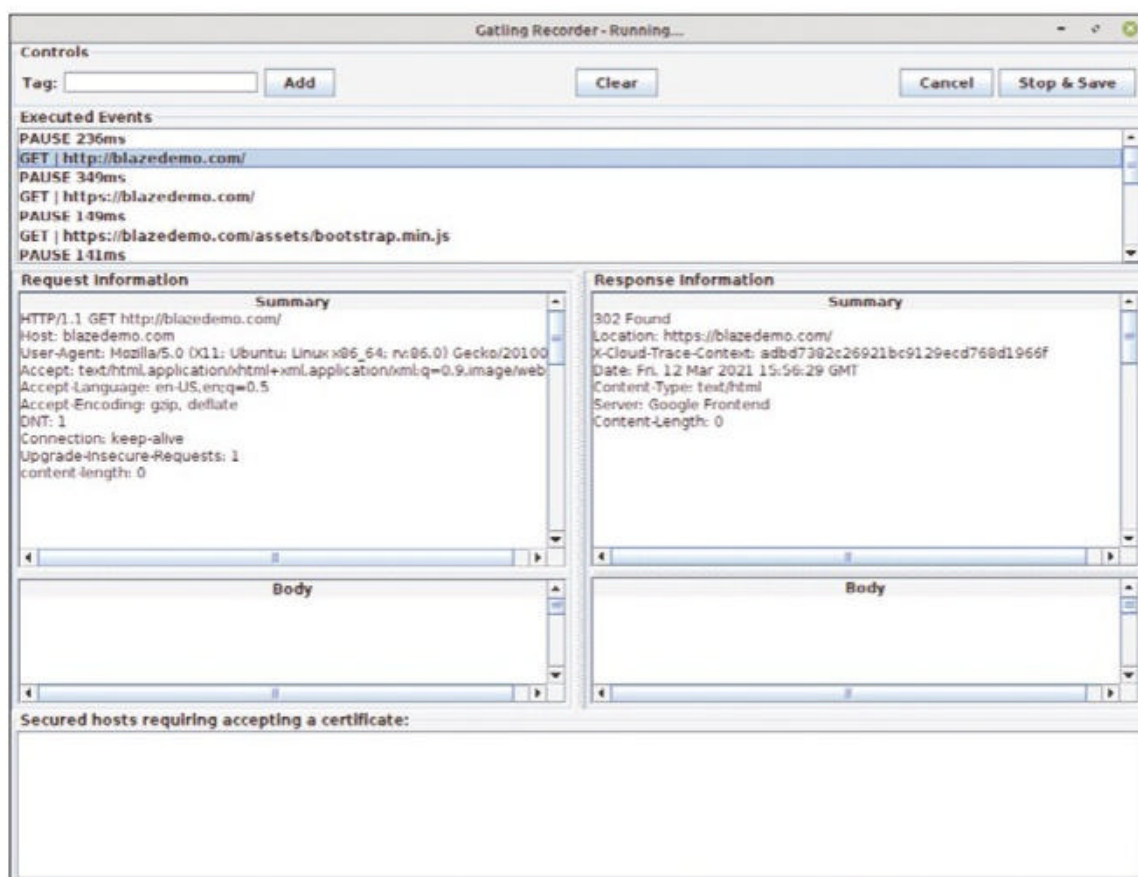 Gatling Recorder - Running...
Controls
Tag: Add Clear Cancel Stop & Save
Executed Events
PAUSE 236ms
GET | http://blazedemo.com/
PAUSE 349ms
GET | https://blazedemo.com/
PAUSE 149ms
GET | https://blazedemo.com/assets/bootstrap.min.js
PAUSE 141ms
Request Information
Summary
HTTP/1.1 GET http://blazedemo.com/
Host: blazedemo.com
User-Agent: Mozilla/5.0 (X11; Ubuntu; Linux x86_64; rv:86.0) Gecko/20100
Accept: text/html,application/xhtml+xml,application/xml;q=0.9,image/web
Accept-Language: en-US,en;q=0.5
Accept-Encoding: gzip, deflate
DNT: 1
Connection: keep-alive
Upgrade-Insecure-Requests: 1
content-length: 0
Body
Response Information
Summary
302 Found
Location: https://blazedemo.com/
X-Cloud-Trace-Context: adbd7382c26921bc9129ecd768d1966f
Date: Fri, 12 Mar 2021 15:56:29 GMT
Content-Type: text/html
Server: Google Frontend
Content-Length: 0
Body
Secured hosts requiring accepting a certificate: